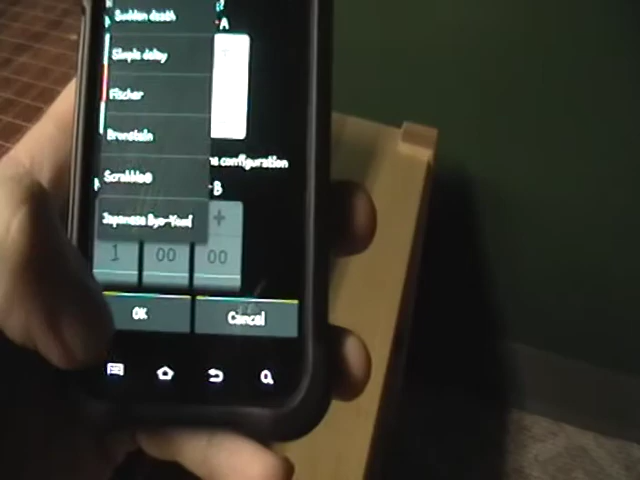 Sudden death
A
Simple delay
Fischer
Bronstein
configuration
Scrabble®
B
Japanese Byo-Yomi
+
1 00 00
OK Cancel